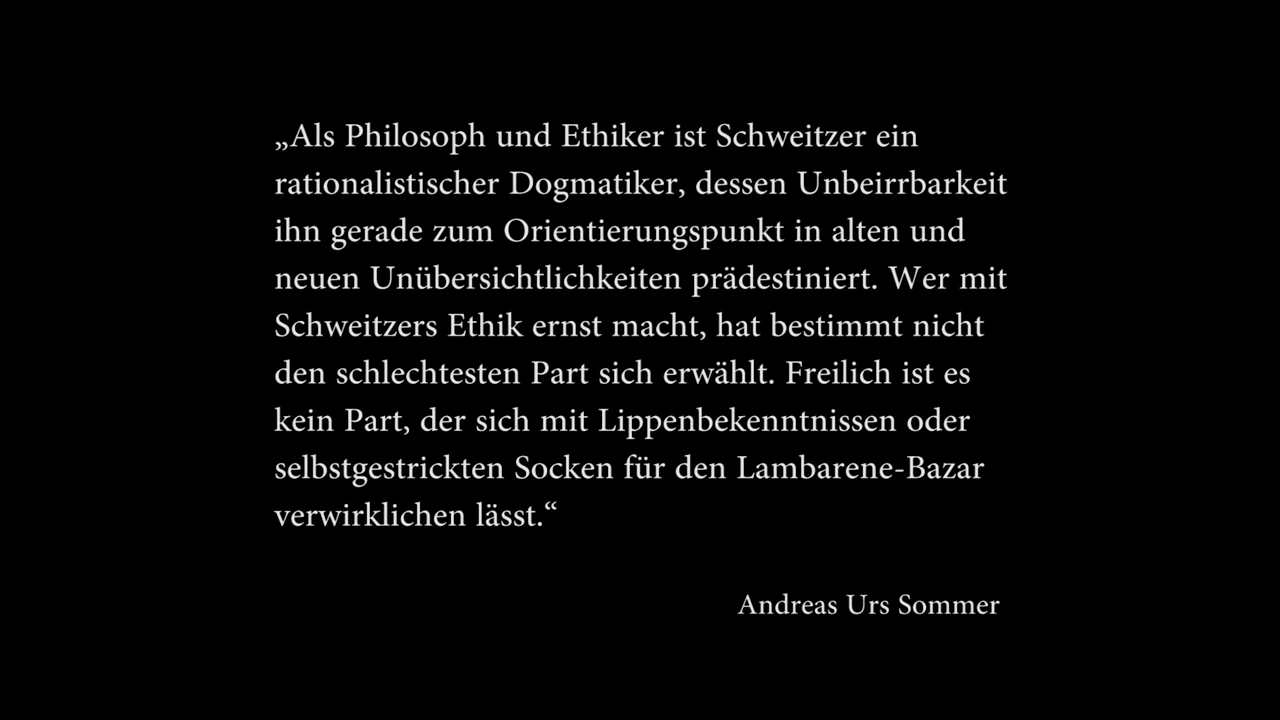 „Als Philosoph und Ethiker ist Schweitzer ein
rationalistischer Dogmatiker, dessen Unbeirrbarkeit
ihn gerade zum Orientierungspunkt in alten und
neuen Unübersichtlichkeiten prädestiniert. Wer mit
Schweitzers Ethik ernst macht, hat bestimmt nicht
den schlechtesten Part sich erwählt. Freilich ist es
kein Part, der sich mit Lippenbekenntnissen oder
selbstgestrickten Socken für den Lambarene-Bazar
verwirklichen lässt.“
Andreas Urs Sommer